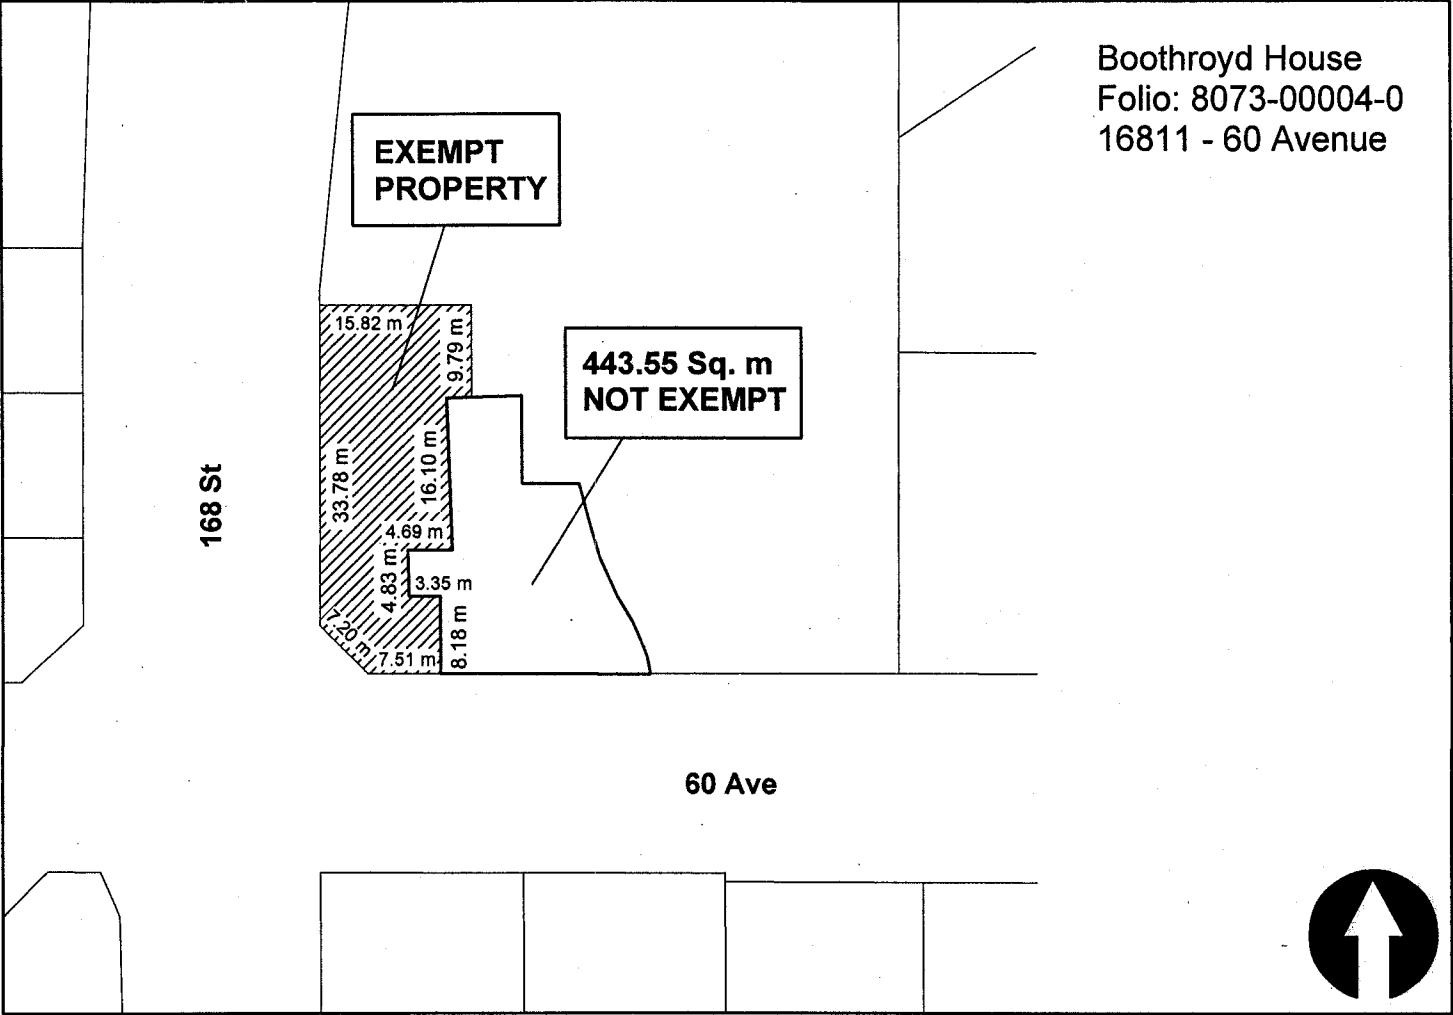 Boothroyd House
Folio: 8073-00004-0
16811 - 60 Avenue
EXEMPT
PROPERTY
15.82 m
9.79 m
443.55 Sq. m
NOT EXEMPT
168 St
33.78 m
16.10 m
4.69 m
4.83 m
3.35 m
7.20 m
7.51 m
8.18 m
60 Ave